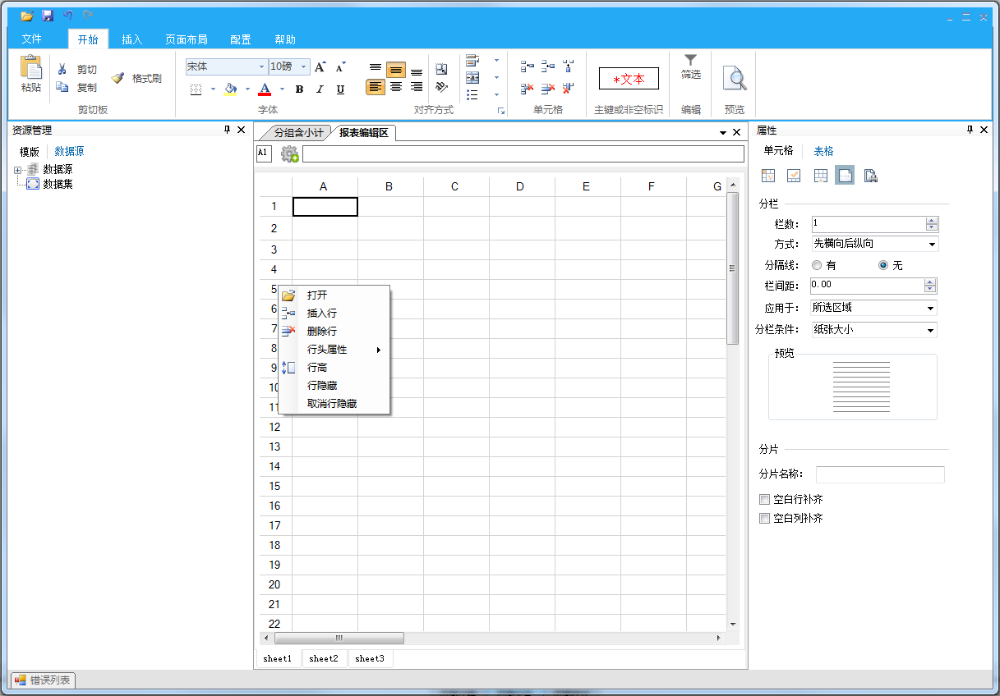 文件 开始 插入 页面布局 配置 帮助
粘贴 剪切 复制 格式刷
剪切板
宋体 10磅 A A
A B I U
字体
对齐方式
单元格
*文本
主键或非空标识
筛选
编辑
预览
资源管理
模版 数据源
数据源
数据集
分组含小计 报表编辑区
A1
A B C D E F G
1
2
3
4
5
6
7
8
9
10
11
12
13
14
15
16
17
18
19
20
21
22
打开
插入行
删除行
行头属性
行高
行隐藏
取消行隐藏
sheet1 sheet2 sheet3
属性
单元格 表格
分栏
栏数: 1
方式: 先横向后纵向
分隔线: 有 无
栏间距: 0.00
应用于: 所选区域
分栏条件: 纸张大小
预览
分片
分片名称:
空白行补齐
空白列补齐
错误列表